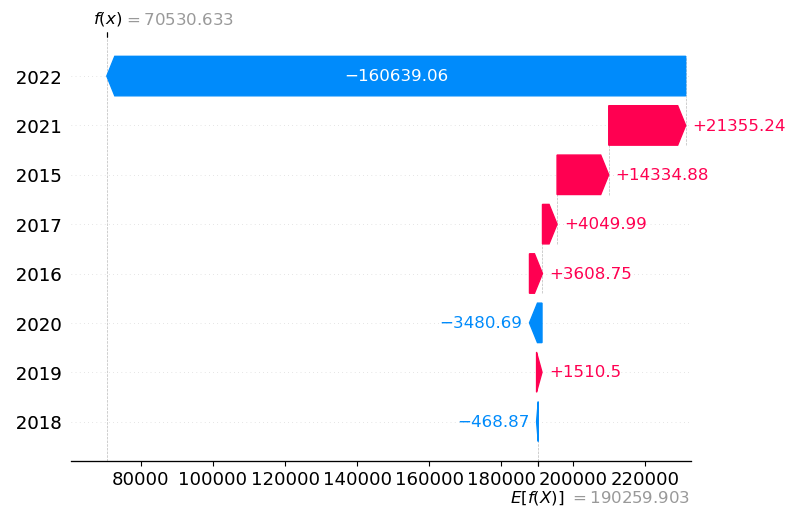 f(x) = 70530.633
2022 −160639.06
2021 +21355.24
2015 +14334.88
2017 +4049.99
2016 +3608.75
2020 −3480.69
2019 +1510.5
2018 −468.87
80000 100000 120000 140000 160000 180000 200000 220000
E[f(X)] = 190259.903